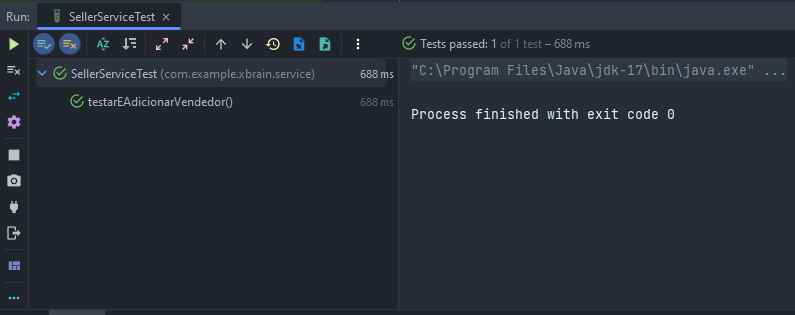 Run: SellerServiceTest
Tests passed: 1 of 1 test – 688 ms
SellerServiceTest (com.example.xbrain.service) 688 ms
testarEAdicionarVendedor() 688 ms
"C:\Program Files\Java\jdk-17\bin\java.exe" ...
Process finished with exit code 0